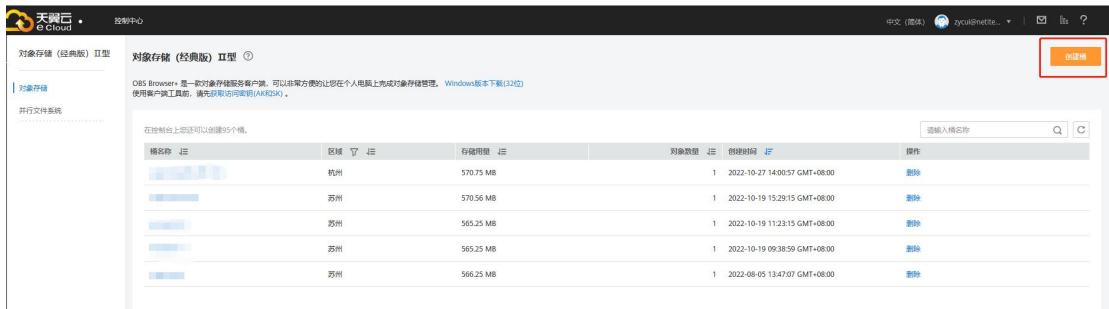 天翼云 控制中心 中文 (简体) zycui@netite... ?
e Cloud
对象存储（经典版）II型
对象存储
并行文件系统
对象存储（经典版）II型 ? 创建桶
OBS Browser+ 是一款对象存储服务客户端，可以非常方便的让您在个人电脑上完成对象存储管理。 Windows版本下载(32位)
使用客户端工具前，请先获取访问密钥(AK和SK) 。
在控制台上您还可以创建95个桶。 请输入桶名称
桶名称 区域 存储用量 对象数量 创建时间 操作
杭州 570.75 MB 1 2022-10-27 14:00:57 GMT+08:00 删除
苏州 570.56 MB 1 2022-10-19 15:29:15 GMT+08:00 删除
苏州 565.25 MB 1 2022-10-19 11:23:15 GMT+08:00 删除
苏州 565.25 MB 1 2022-10-19 09:38:59 GMT+08:00 删除
苏州 566.25 MB 1 2022-08-05 13:47:07 GMT+08:00 删除